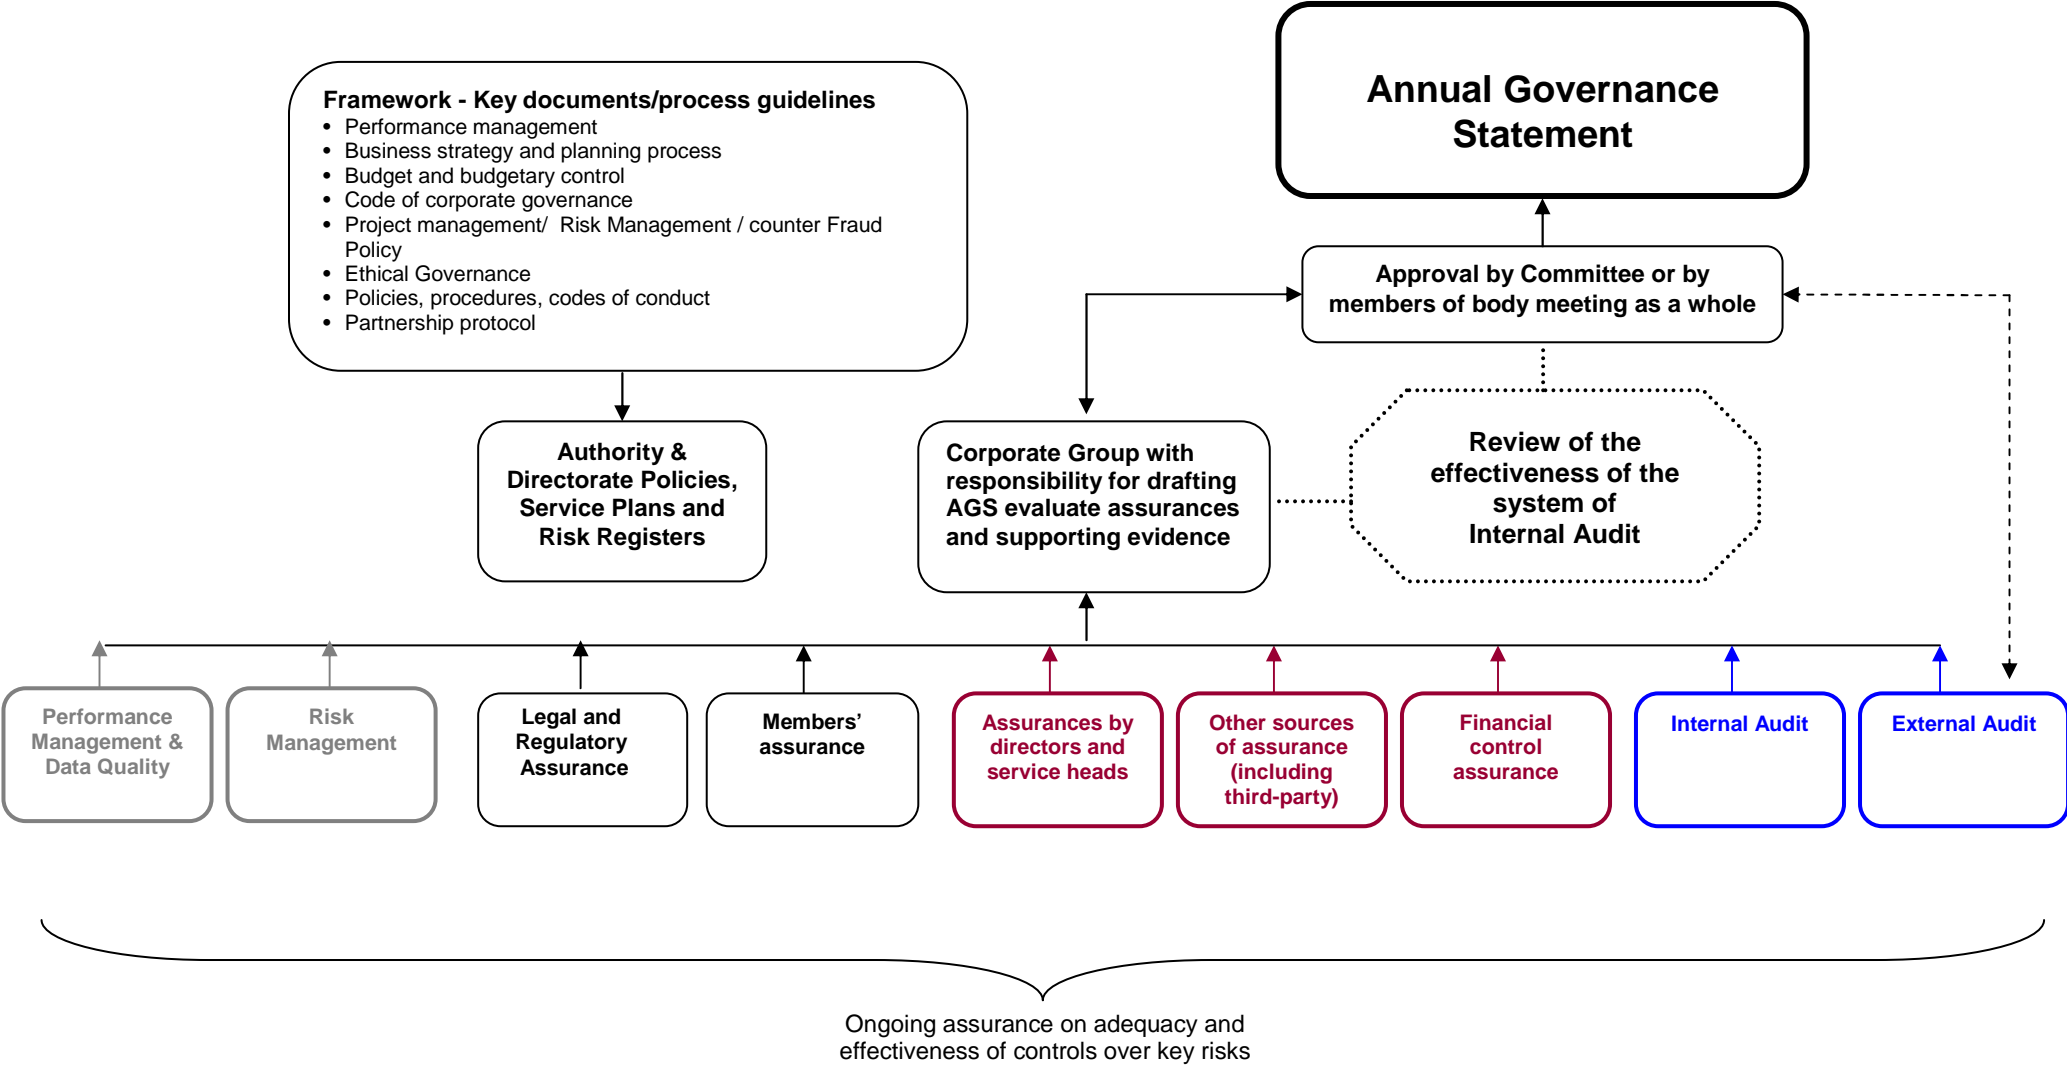 Annual Governance
Statement
Framework - Key documents/process guidelines
• Performance management
• Business strategy and planning process
• Budget and budgetary control
• Code of corporate governance
• Project management/  Risk Management / counter Fraud
Policy
• Ethical Governance
• Policies, procedures, codes of conduct
• Partnership protocol
Approval by Committee or by
members of body meeting as a whole
Authority &
Directorate Policies,
Service Plans and
Risk Registers
Corporate Group with
responsibility for drafting
AGS evaluate assurances
and supporting evidence
Review of the
effectiveness of the
system of
Internal Audit
Performance
Management &
Data Quality
Risk
Management
Legal and
Regulatory
Assurance
Members’
assurance
Assurances by
directors and
service heads
Other sources
of assurance
(including
third-party)
Financial
control
assurance
Internal Audit
External Audit
Ongoing assurance on adequacy and
effectiveness of controls over key risks